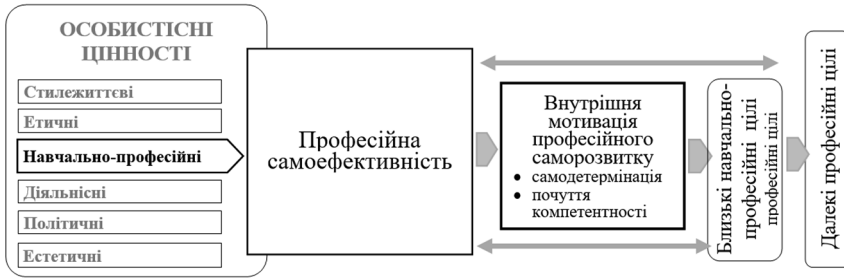 ОСОБИСТІСНІ
ЦІННОСТІ
Стилежиттєві
Етичні
Навчально-професійні
Діяльнісні
Політичні
Естетичні
Професійна
самоефективність
Внутрішня
мотивація
професійного
саморозвитку
• самодетермінація
• почуття
компетентності
Близькі навчально-
професійні цілі
професійні цілі
Далекі професійні цілі